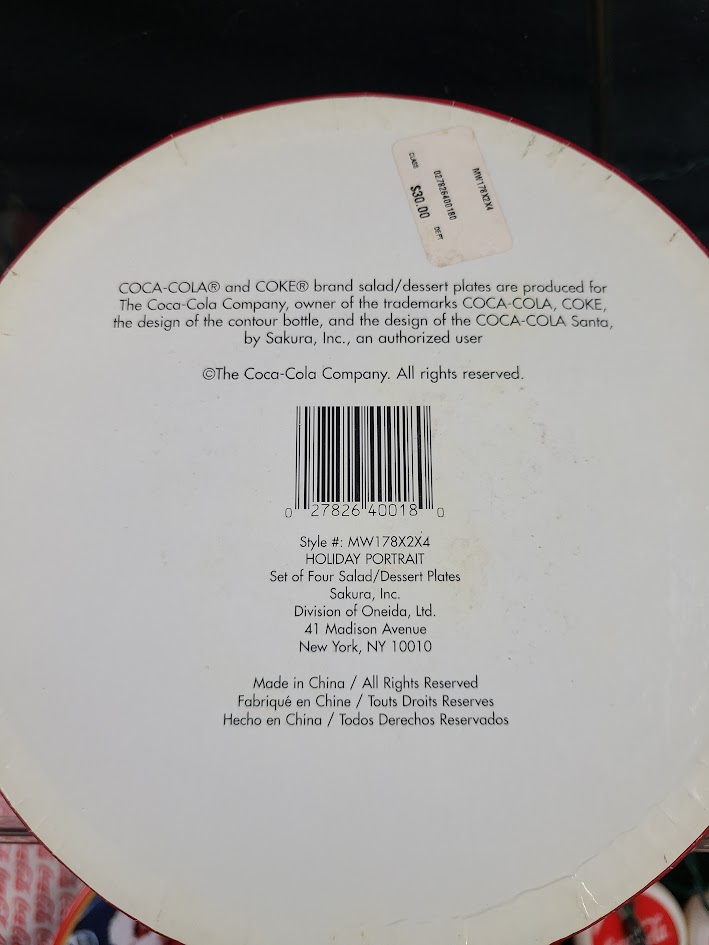 MW178X2X4
027826400180
CLASS $30.00 DEPT
COCA-COLA® and COKE® brand salad/dessert plates are produced for
The Coca-Cola Company, owner of the trademarks COCA-COLA, COKE,
the design of the contour bottle, and the design of the COCA-COLA Santa,
by Sakura, Inc., an authorized user
©The Coca-Cola Company. All rights reserved.
0 27826 40018 0
Style #: MW178X2X4
HOLIDAY PORTRAIT
Set of Four Salad/Dessert Plates
Sakura, Inc.
Division of Oneida, Ltd.
41 Madison Avenue
New York, NY 10010
Made in China / All Rights Reserved
Fabriqué en Chine / Touts Droits Reserves
Hecho en China / Todos Derechos Reservados